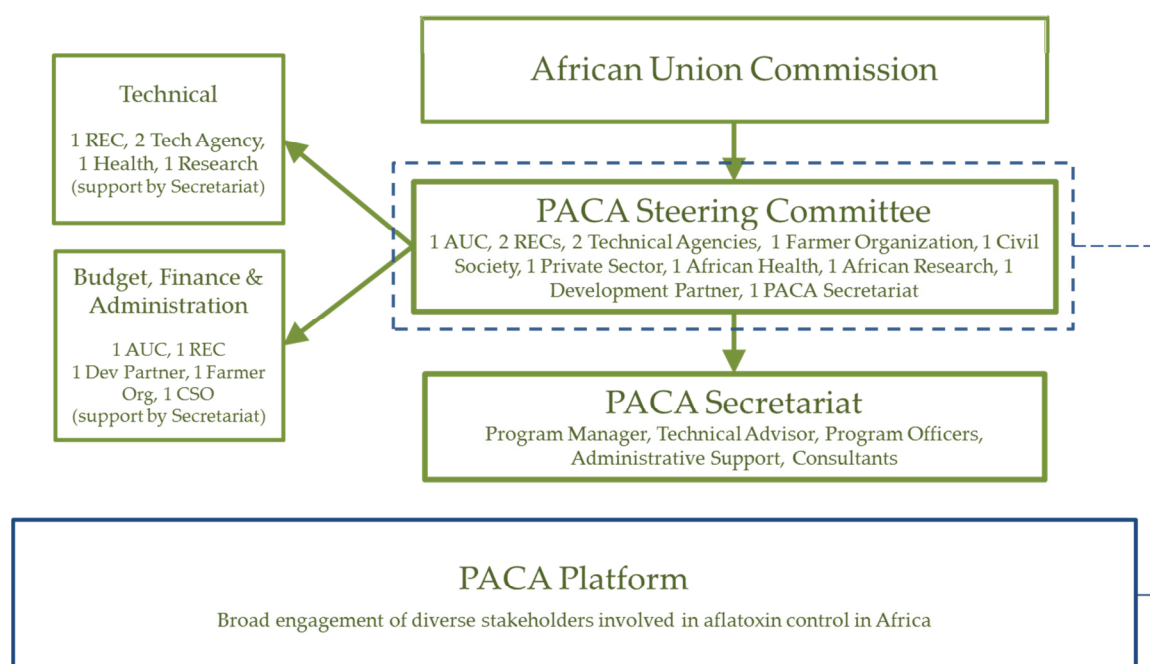 African Union Commission
Technical
1 REC, 2 Tech Agency,
1 Health, 1 Research
(support by Secretariat)
PACA Steering Committee
1 AUC, 2 RECs, 2 Technical Agencies, 1 Farmer Organization, 1 Civil
Society, 1 Private Sector, 1 African Health, 1 African Research, 1
Development Partner, 1 PACA Secretariat
Budget, Finance &
Administration
1 AUC, 1 REC
1 Dev Partner, 1 Farmer
Org, 1 CSO
(support by Secretariat)
PACA Secretariat
Program Manager, Technical Advisor, Program Officers,
Administrative Support, Consultants
PACA Platform
Broad engagement of diverse stakeholders involved in aflatoxin control in Africa